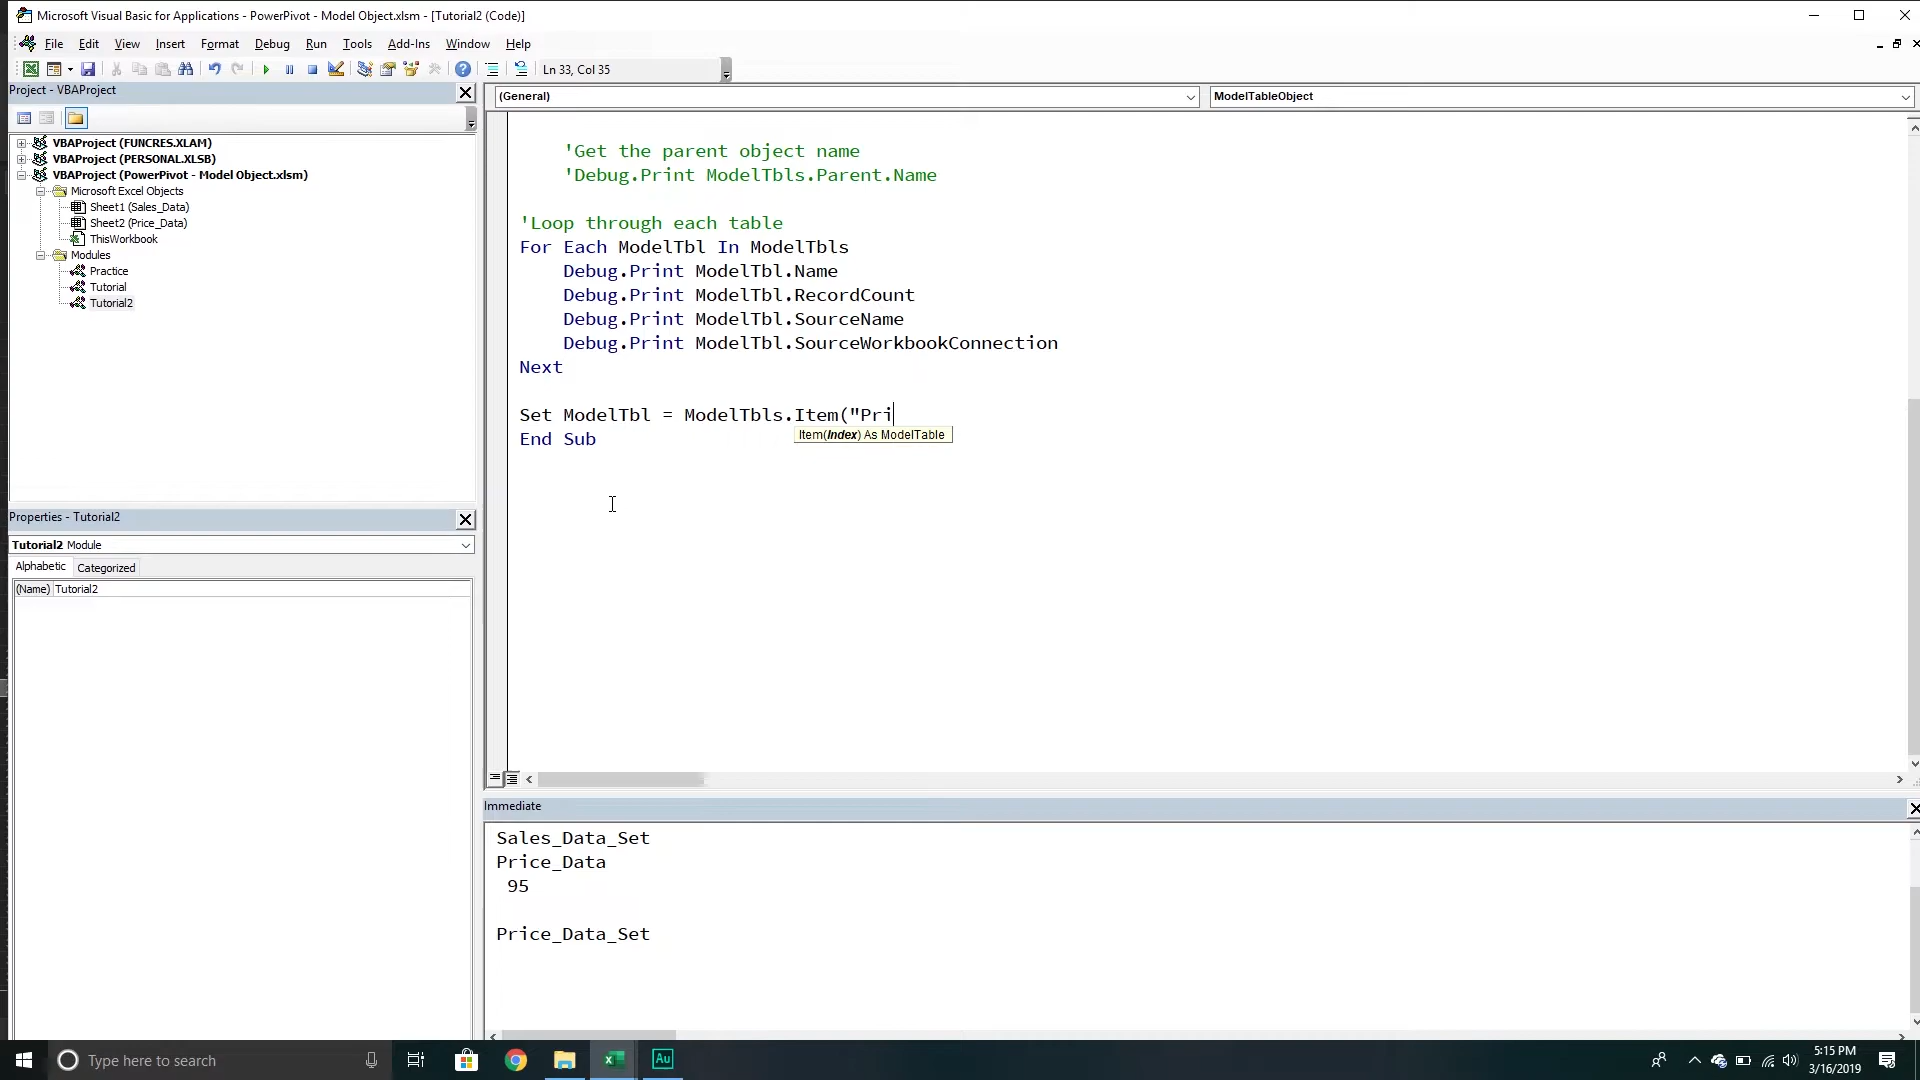 Microsoft Visual Basic for Applications - PowerPivot - Model Object.xlsm - [Tutorial2 (Code)]
File Edit View Insert Format Debug Run Tools Add-Ins Window Help
Ln 33, Col 35
Project - VBAProject
(General)
ModelTableObject
VBAProject (FUNCRES.XLAM)
VBAProject (PERSONAL.XLSB)
VBAProject (PowerPivot - Model Object.xlsm)
Microsoft Excel Objects
Sheet1 (Sales_Data)
Sheet2 (Price_Data)
ThisWorkbook
Modules
Practice
Tutorial
Tutorial2
'Get the parent object name
'Debug.Print ModelTbls.Parent.Name
'Loop through each table
For Each ModelTbl In ModelTbls
Debug.Print ModelTbl.Name
Debug.Print ModelTbl.RecordCount
Debug.Print ModelTbl.SourceName
Debug.Print ModelTbl.SourceWorkbookConnection
Next
Set ModelTbl = ModelTbls.Item("Pri
Item(Index) As ModelTable
End Sub
Properties - Tutorial2
Tutorial2 Module
Alphabetic Categorized
(Name) Tutorial2
Immediate
Sales_Data_Set
Price_Data
95
Price_Data_Set
Type here to search
Au
5:15 PM
3/16/2019